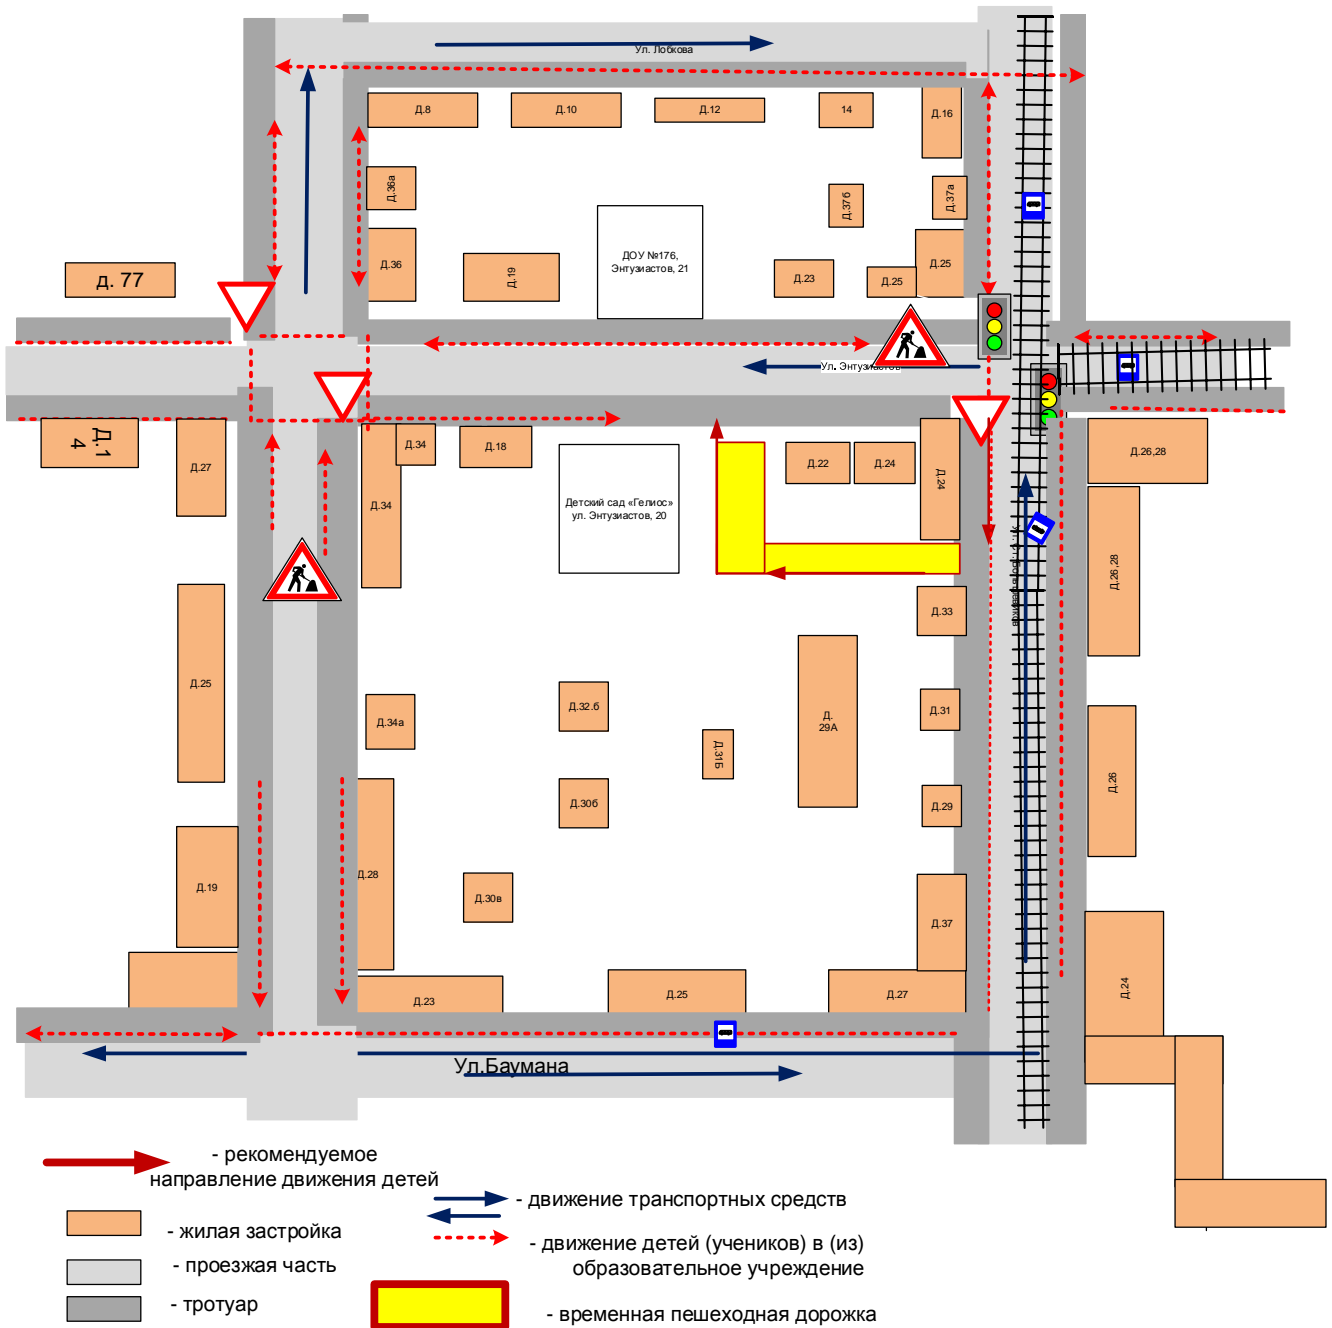 Ул. Лобкова
Д.8
Д.10
Д.12
14
Д.16
Д.36а
Д.37б
Д.37а
ДОУ №176,
Энтузиастов, 21
Д.36
Д.19
Д.23
Д.25
Д.25
д. 77
Ул. Энтузиастов
Д.1
4
Д.27
Д.34
Д.34
Д.18
Детский сад «Гелиос»
ул. Энтузиастов, 20
Д.22
Д.24
Д.24
Д.26,28
Д.26,28
Д.25
Д.33
Д.34а
Д.32.б
Д.31Б
Д.
29А
Д.31
Д.26
Д.30б
Д.29
Д.19
Д.28
Д.30в
Д.37
Д.24
Д.23
Д.25
Д.27
Ул.Баумана
- рекомендуемое
направление движения детей
- движение транспортных средств
- жилая застройка
- движение детей (учеников) в (из)
образовательное учреждение
- проезжая часть
- тротуар
- временная пешеходная дорожка